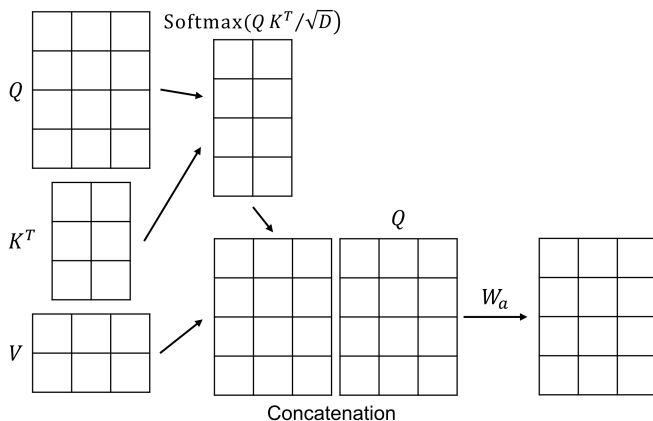 Softmax(Q K^T/√D)
Q
K^T
Q
W_a
V
Concatenation